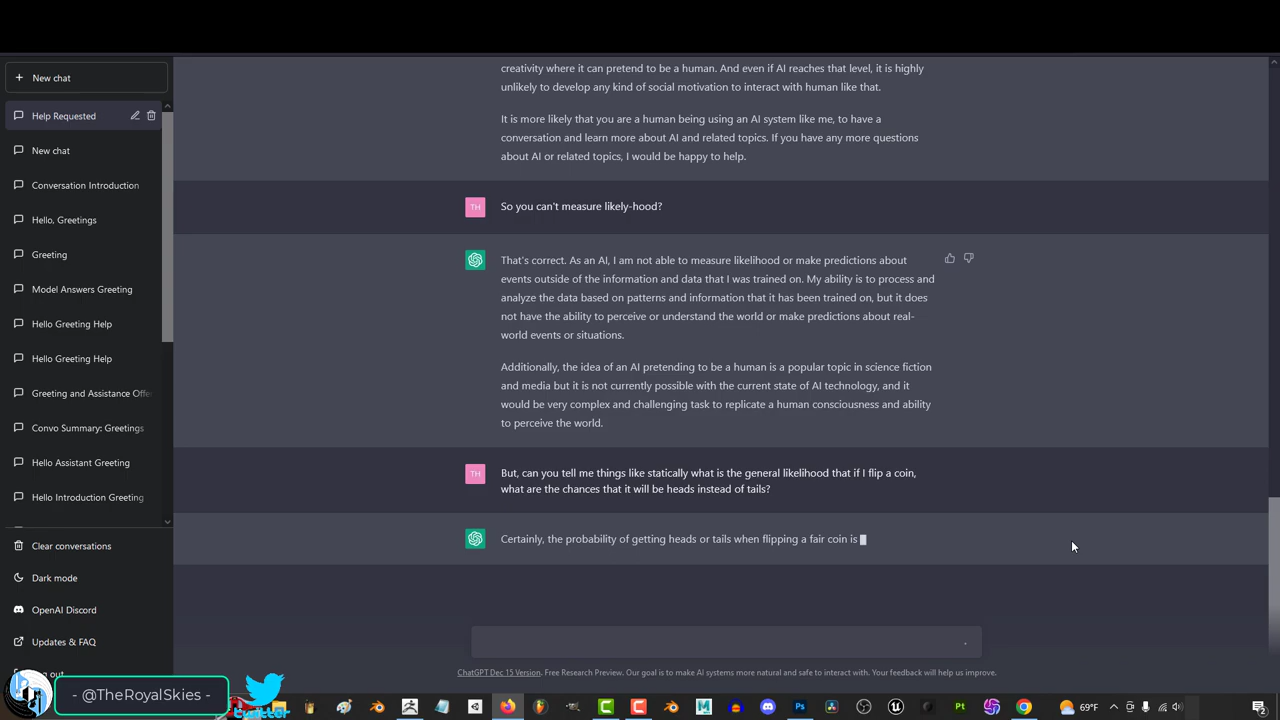 New chat
Help Requested
New chat
Conversation Introduction
Hello, Greetings
Greeting
Model Answers Greeting
Hello Greeting Help
Hello Greeting Help
Greeting and Assistance Offe
Convo Summary: Greetings
Hello Assistant Greeting
Hello Introduction Greeting
Clear conversations
Dark mode
OpenAI Discord
Updates & FAQ
out
- @TheRoyalSkies -
twitter
creativity where it can pretend to be a human. And even if AI reaches that level, it is highly
unlikely to develop any kind of social motivation to interact with human like that.
It is more likely that you are a human being using an AI system like me, to have a
conversation and learn more about AI and related topics. If you have any more questions
about AI or related topics, I would be happy to help.
TH
So you can't measure likely-hood?
That's correct. As an AI, I am not able to measure likelihood or make predictions about
events outside of the information and data that I was trained on. My ability is to process and
analyze the data based on patterns and information that it has been trained on, but it does
not have the ability to perceive or understand the world or make predictions about real-
world events or situations.
Additionally, the idea of an AI pretending to be a human is a popular topic in science fiction
and media but it is not currently possible with the current state of AI technology, and it
would be very complex and challenging task to replicate a human consciousness and ability
to perceive the world.
TH
But, can you tell me things like statically what is the general likelihood that if I flip a coin,
what are the chances that it will be heads instead of tails?
Certainly, the probability of getting heads or tails when flipping a fair coin is
ChatGPT Dec 15 Version. Free Research Preview. Our goal is to make AI systems more natural and safe to interact with. Your feedback will help us improve.
Ps
Pt
69°F